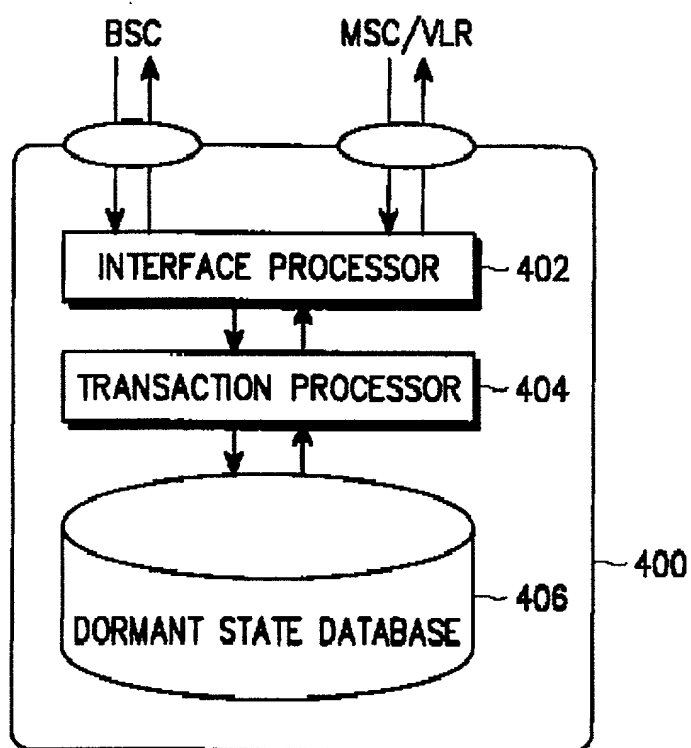 BSC
MSC/VLR
INTERFACE PROCESSOR
402
TRANSACTION PROCESSOR
404
400
406
DORMANT STATE DATABASE